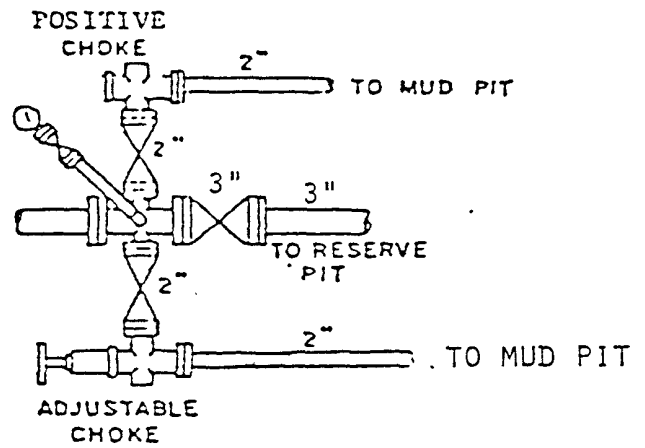 POSITIVE
CHOKE
2"
TO MUD PIT
2"
3"
3"
TO RESERVE
PIT
2"
2"
TO MUD PIT
ADJUSTABLE
CHOKE